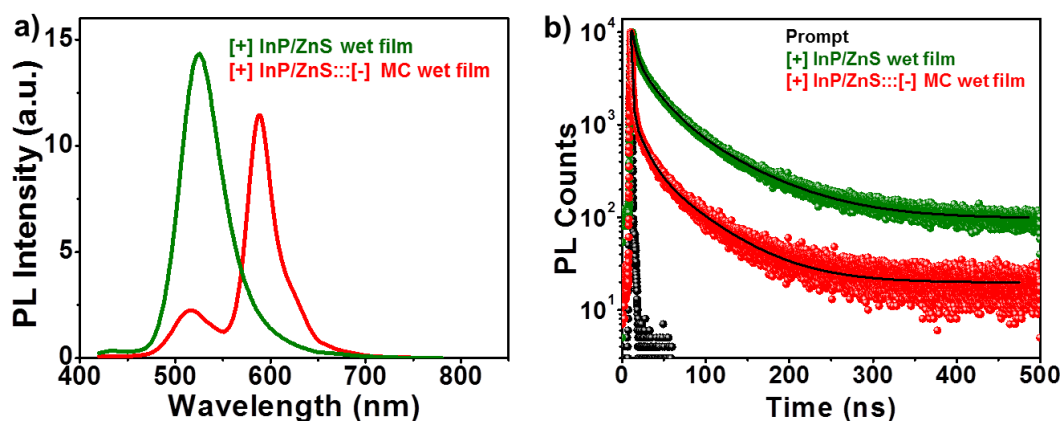 a)
15
10
5
0
PL Intensity (a.u.)
[+] InP/ZnS wet film
[+] InP/ZnS:::[-] MC wet film
400 500 600 700 800
Wavelength (nm)
b)
10^4
10^3
10^2
10^1
PL Counts
Prompt
[+] InP/ZnS wet film
[+] InP/ZnS:::[-] MC wet film
0 100 200 300 400 500
Time (ns)